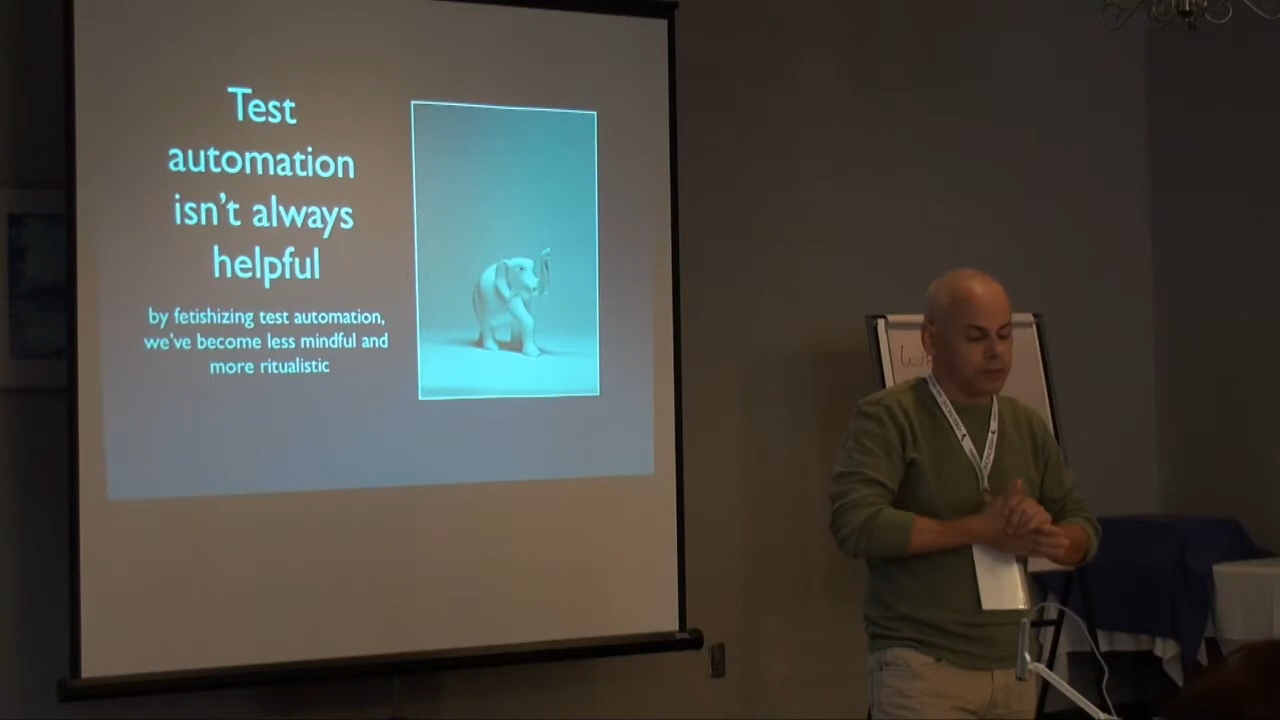 Test
automation
isn't always
helpful
by fetishizing test automation,
we've become less mindful and
more ritualistic